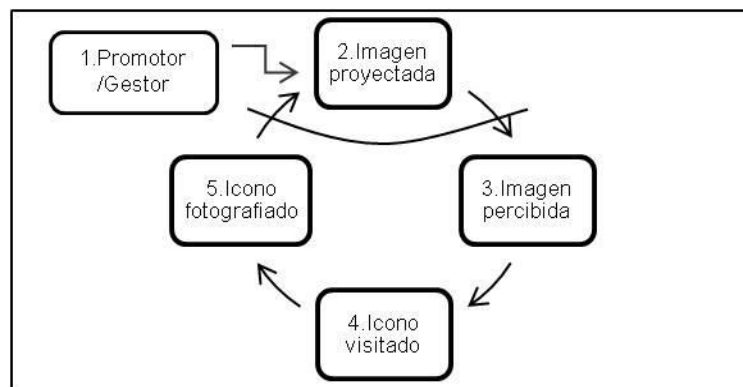 1.Promotor
/Gestor
2.Imagen
proyectada
3.Imagen
percibida
4.Icono
visitado
5.Icono
fotografiado